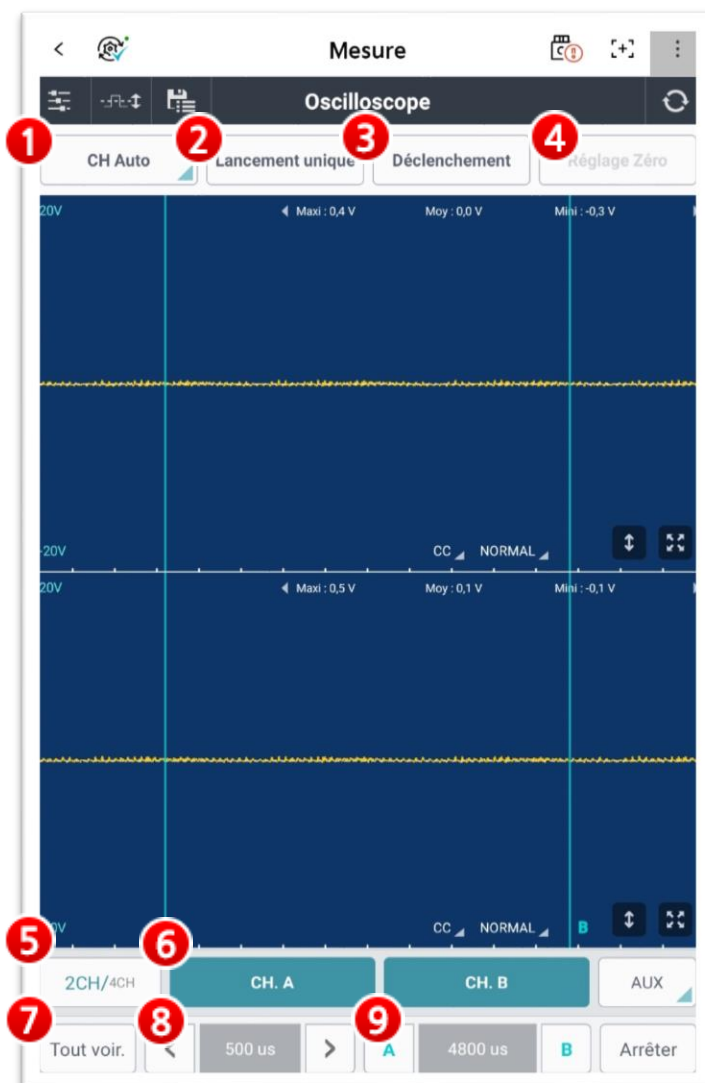 Mesure
Oscilloscope
1 2 3 4
CH Auto Lancement unique Déclenchement Réglage Zéro
20V Maxi : 0,4 V Moy : 0,0 V Mini : -0,3 V
-20V CC NORMAL
20V Maxi : 0,5 V Moy : 0,1 V Mini : -0,1 V
0V CC NORMAL B
5 6
2CH/4CH CH. A CH. B AUX
7 8 9
Tout voir. < 500 us > A 4800 us B Arrêter